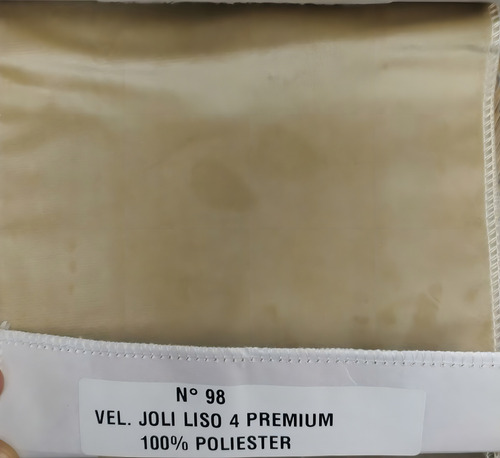 N° 98
VEL. JOLI LISO 4 PREMIUM
100% POLIESTER